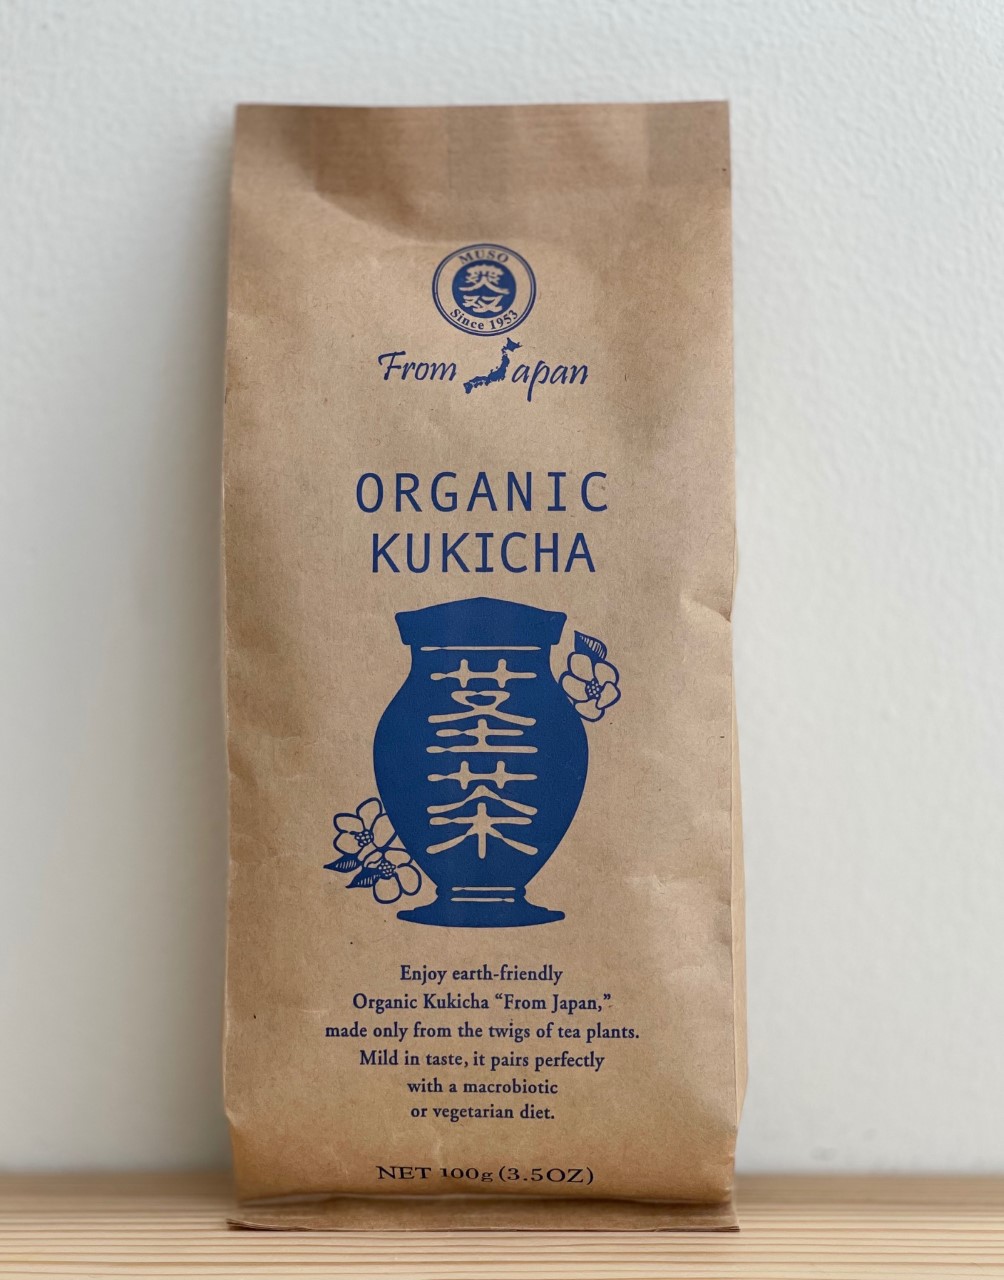 MUSO
無双
Since 1953
From Japan
ORGANIC
KUKICHA
茎茶
Enjoy earth-friendly
Organic Kukicha “From Japan,”
made only from the twigs of tea plants.
Mild in taste, it pairs perfectly
with a macrobiotic
or vegetarian diet.
NET 100g (3.5OZ)